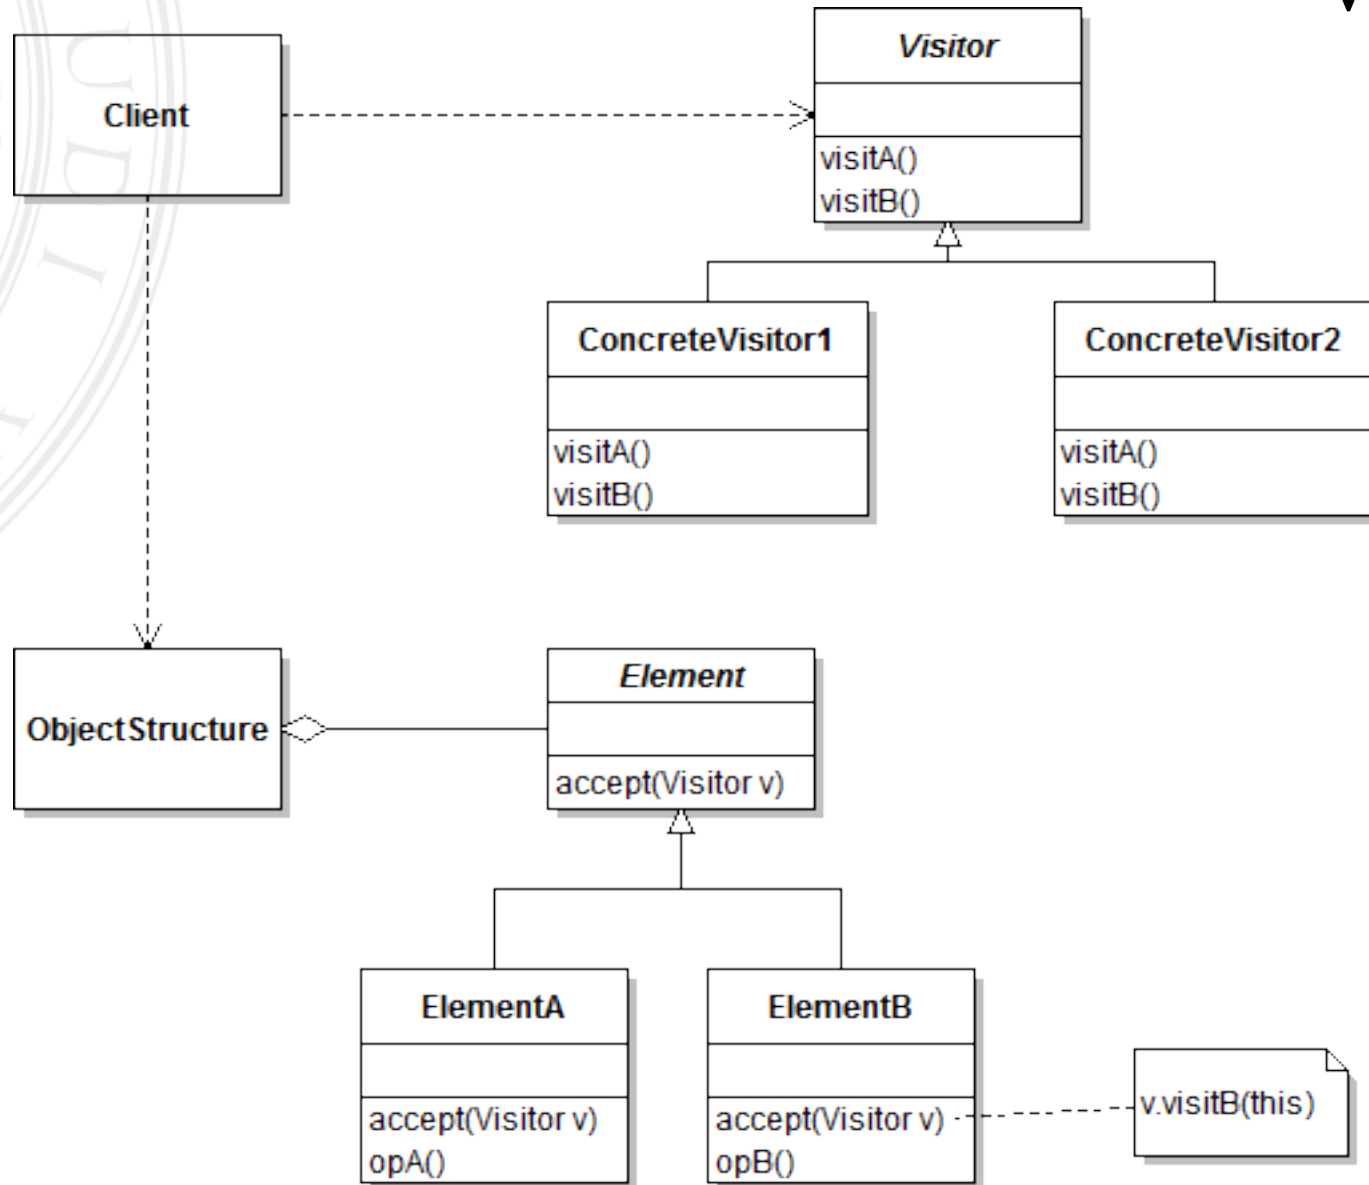 Client
Visitor
visitA()
visitB()
ConcreteVisitor1
visitA()
visitB()
ConcreteVisitor2
visitA()
visitB()
ObjectStructure
Element
accept(Visitor v)
ElementA
accept(Visitor v)
opA()
ElementB
accept(Visitor v)
opB()
v.visitB(this)